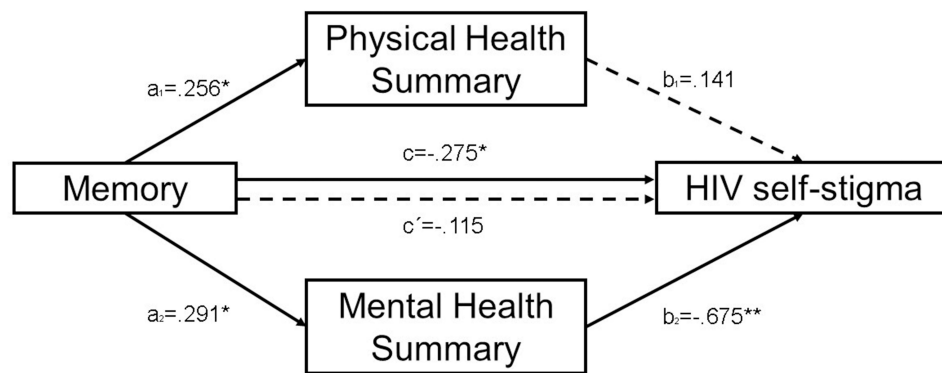 Physical Health
Summary
a₁=.256*
b₁=.141
c=-.275*
Memory
HIV self-stigma
c´=-.115
a₂=.291*
Mental Health
Summary
b₂=-.675**